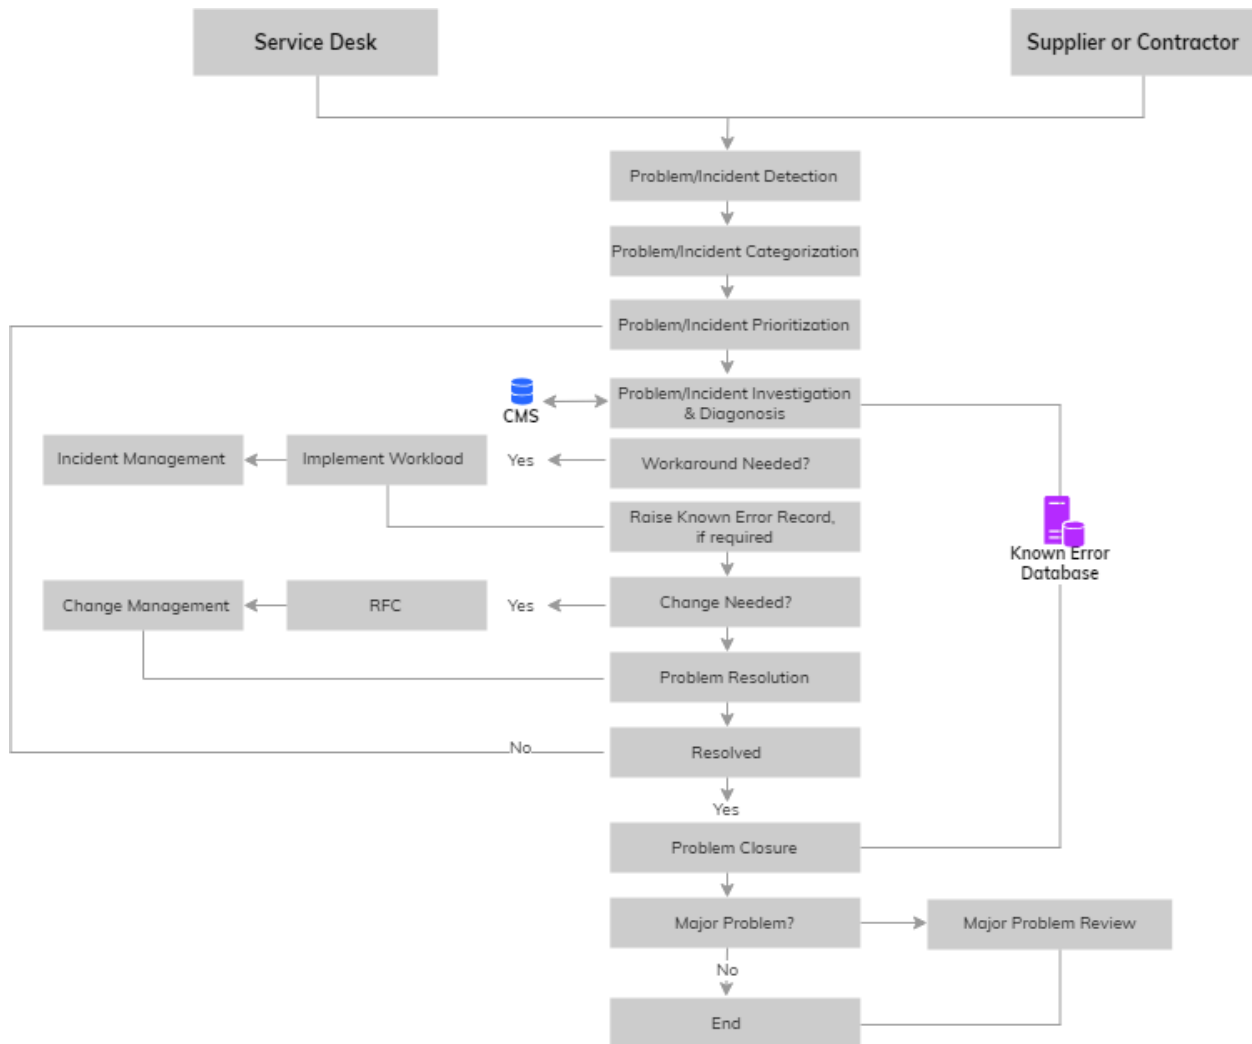 Service Desk
Supplier or Contractor
Problem/Incident Detection
Problem/Incident Categorization
Problem/Incident Prioritization
Problem/Incident Investigation
& Diagonosis
CMS
Incident Management
Implement Workload
Yes
Workaround Needed?
Raise Known Error Record,
if required
Known Error
Database
Change Management
RFC
Yes
Change Needed?
Problem Resolution
No
Resolved
Yes
Problem Closure
Major Problem?
Major Problem Review
No
End